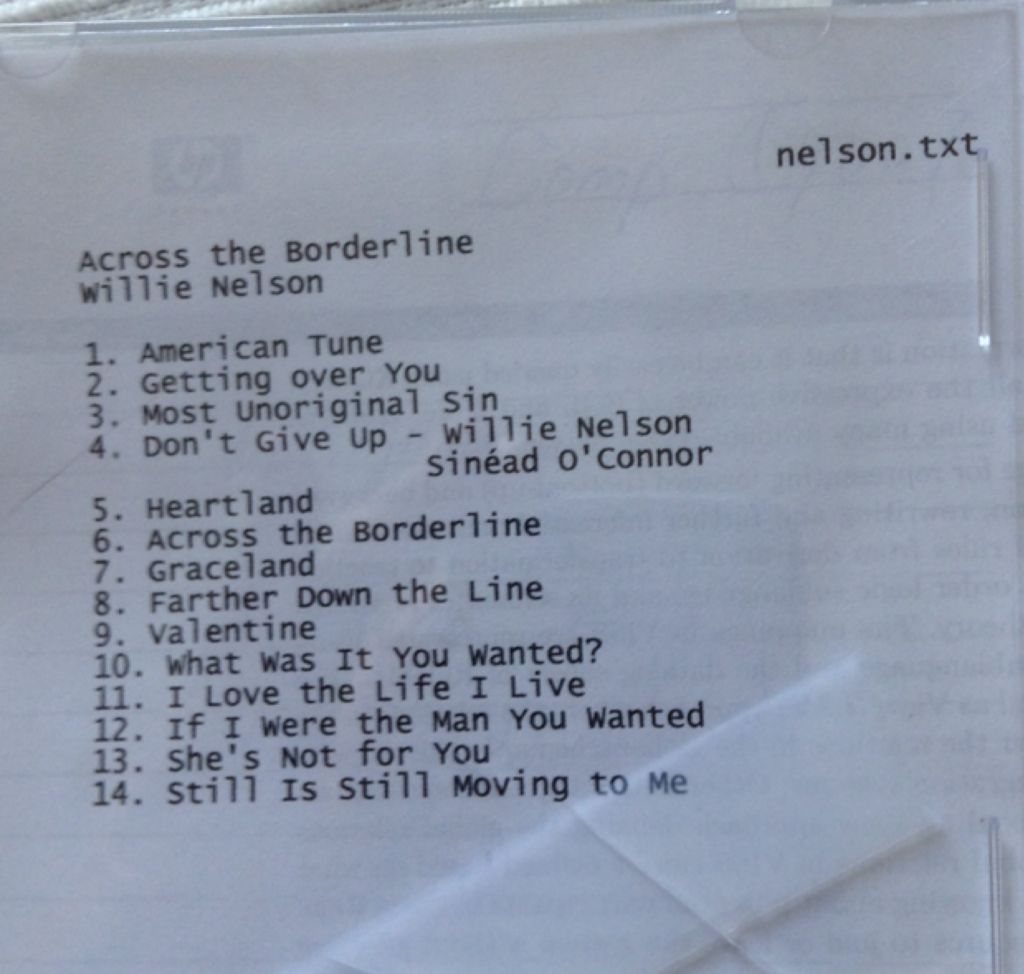 nelson.txt
Across the Borderline
Willie Nelson
1. American Tune
2. Getting over You
3. Most Unoriginal Sin
4. Don't Give Up - Willie Nelson
Sinéad O'Connor
5. Heartland
6. Across the Borderline
7. Graceland
8. Farther Down the Line
9. Valentine
10. What Was It You Wanted?
11. I Love the Life I Live
12. If I Were the Man You Wanted
13. She's Not for You
14. Still Is Still Moving to Me